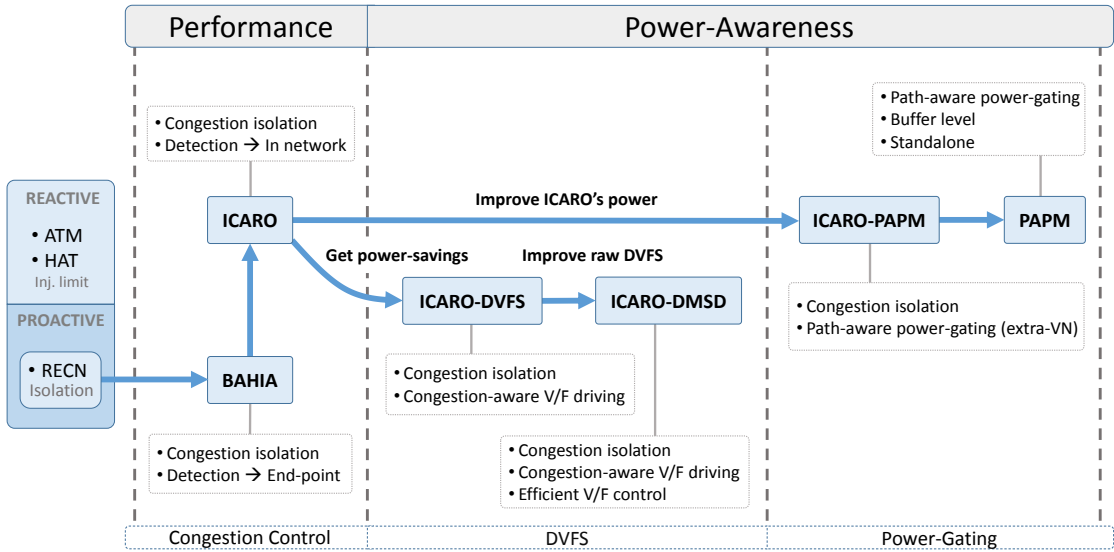 Performance
Power-Awareness
• Congestion isolation
• Detection → In network
• Path-aware power-gating
• Buffer level
• Standalone
REACTIVE
• ATM
• HAT
Inj. limit
PROACTIVE
• RECN
Isolation
ICARO
Improve ICARO's power
ICARO-PAPM
PAPM
Get power-savings
Improve raw DVFS
ICARO-DVFS
ICARO-DMSD
• Congestion isolation
• Path-aware power-gating (extra-VN)
BAHIA
• Congestion isolation
• Congestion-aware V/F driving
• Congestion isolation
• Detection → End-point
• Congestion isolation
• Congestion-aware V/F driving
• Efficient V/F control
Congestion Control
DVFS
Power-Gating